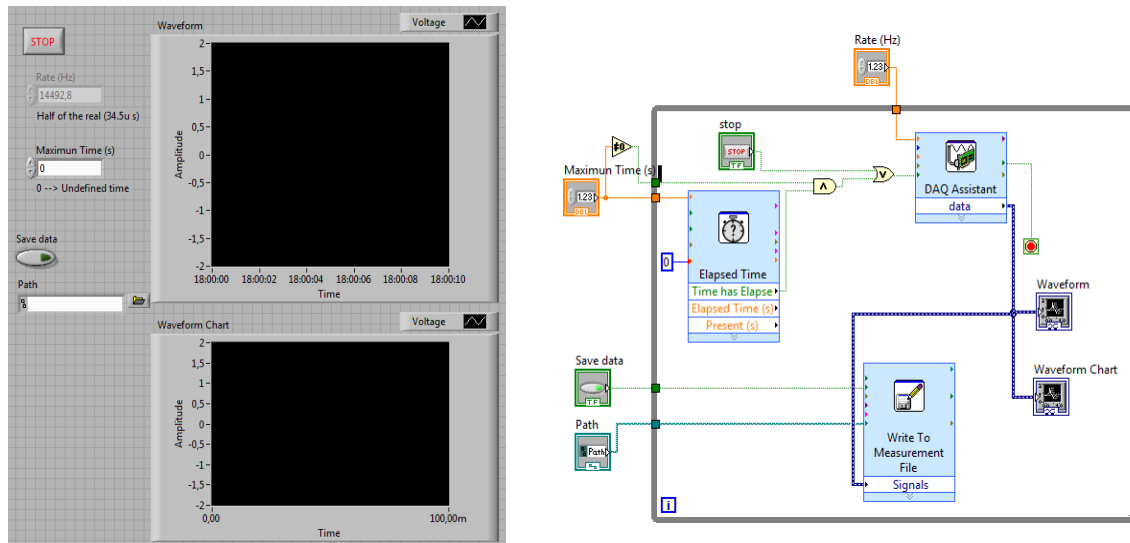 STOP
Rate (Hz)
14492,8
Half of the real (34.5u s)
Maximun Time (s)
0
0 --> Undefined time
Save data
Path
Waveform
Voltage
Amplitude
2
1,5
1
0,5
0
-0,5
-1
-1,5
-2
18:00:00 18:00:02 18:00:04 18:00:06 18:00:08 18:00:10
Time
Waveform Chart
Voltage
Amplitude
2
1,5
1
0,5
0
-0,5
-1
-1,5
-2
0,00 100,00m
Time
Rate (Hz)
1.23
DBL
stop
STOP
TF
≠0
Maximun Time (s)
1.23
DBL
∧
∨
DAQ Assistant
data
0
?
Elapsed Time
Time has Elapse
Elapsed Time (s)
Present (s)
Waveform
Save data
TF
Waveform Chart
Path
Path
Write To
Measurement
File
Signals
i